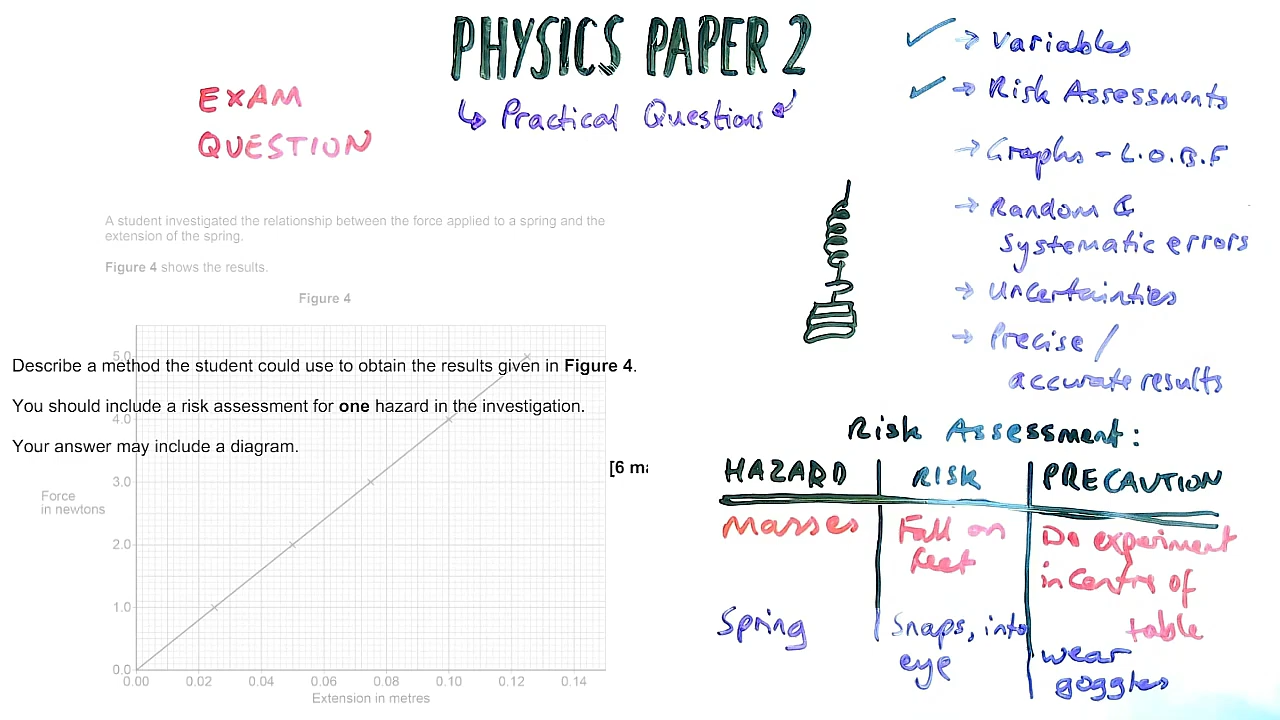 PHYSICS PAPER 2
↳ Practical Questions
EXAM
QUESTION
✓ → Variables
✓ → Risk Assessments
→ Graphs - L.O.B.F
→ Random &
systematic errors
→ Uncertainties
→ Precise /
accurate results
A student investigated the relationship between the force applied to a spring and the
extension of the spring.
Figure 4 shows the results.
Figure 4
5.0
Describe a method the student could use to obtain the results given in Figure 4.
You should include a risk assessment for one hazard in the investigation.
4.0
Your answer may include a diagram.
[6 ma
3.0
Force
in newtons
2.0
1.0
0.0
0.00 0.02 0.04 0.06 0.08 0.10 0.12 0.14
Extension in metres
Risk Assessment:
HAZARD RISK PRECAUTION
Masses Fall on feet Do experiment
in Centre of
table
Spring Snaps, into
eye wear
goggles